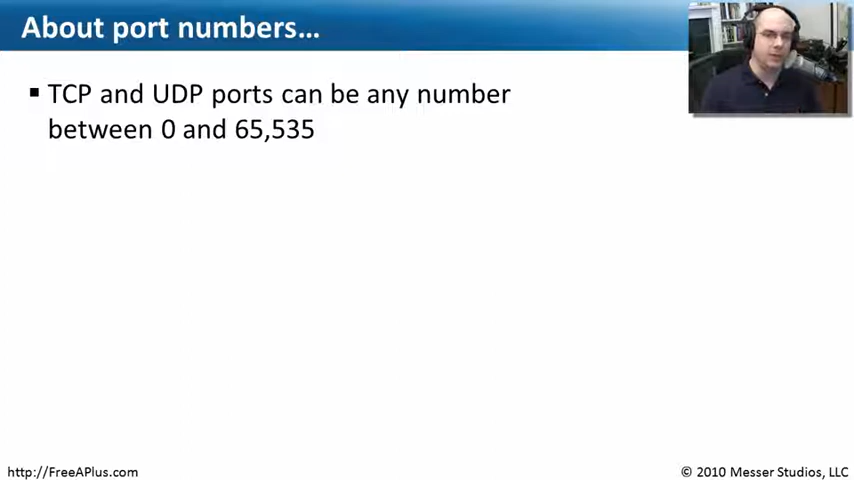 About port numbers…
▪ TCP and UDP ports can be any number
between 0 and 65,535
http://FreeAPlus.com
© 2010 Messer Studios, LLC